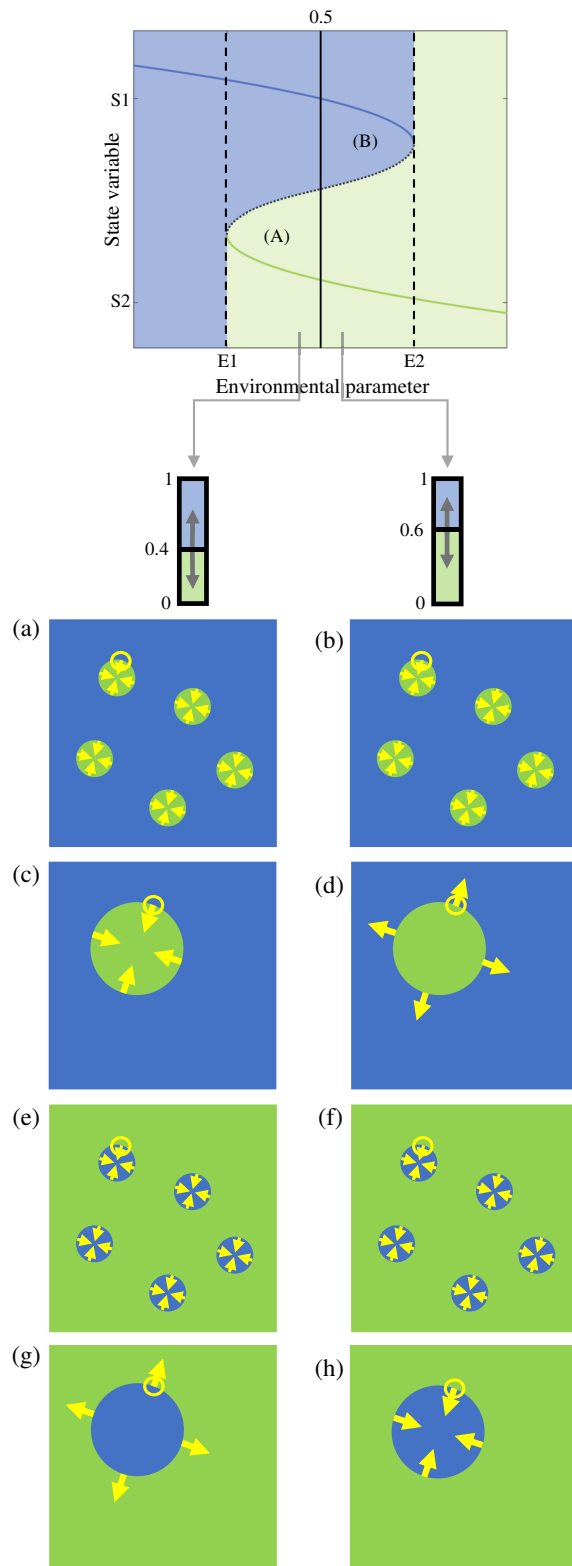 0.5
S1
(B)
State variable
(A)
S2
E1
E2
Environmental parameter
1
1
0.4
0.6
0
0
(a)
(b)
(c)
(d)
(e)
(f)
(g)
(h)